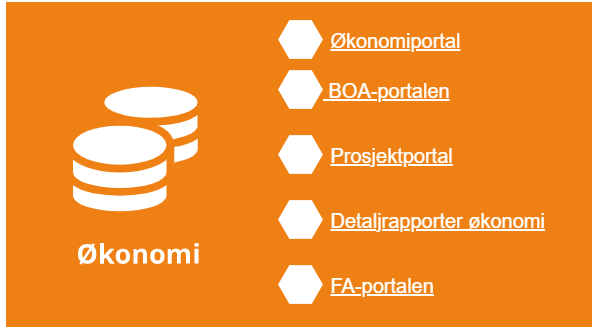 Økonomiportal
BOA-portalen
Prosjektportal
Detaljrapporter økonomi
FA-portalen
Økonomi